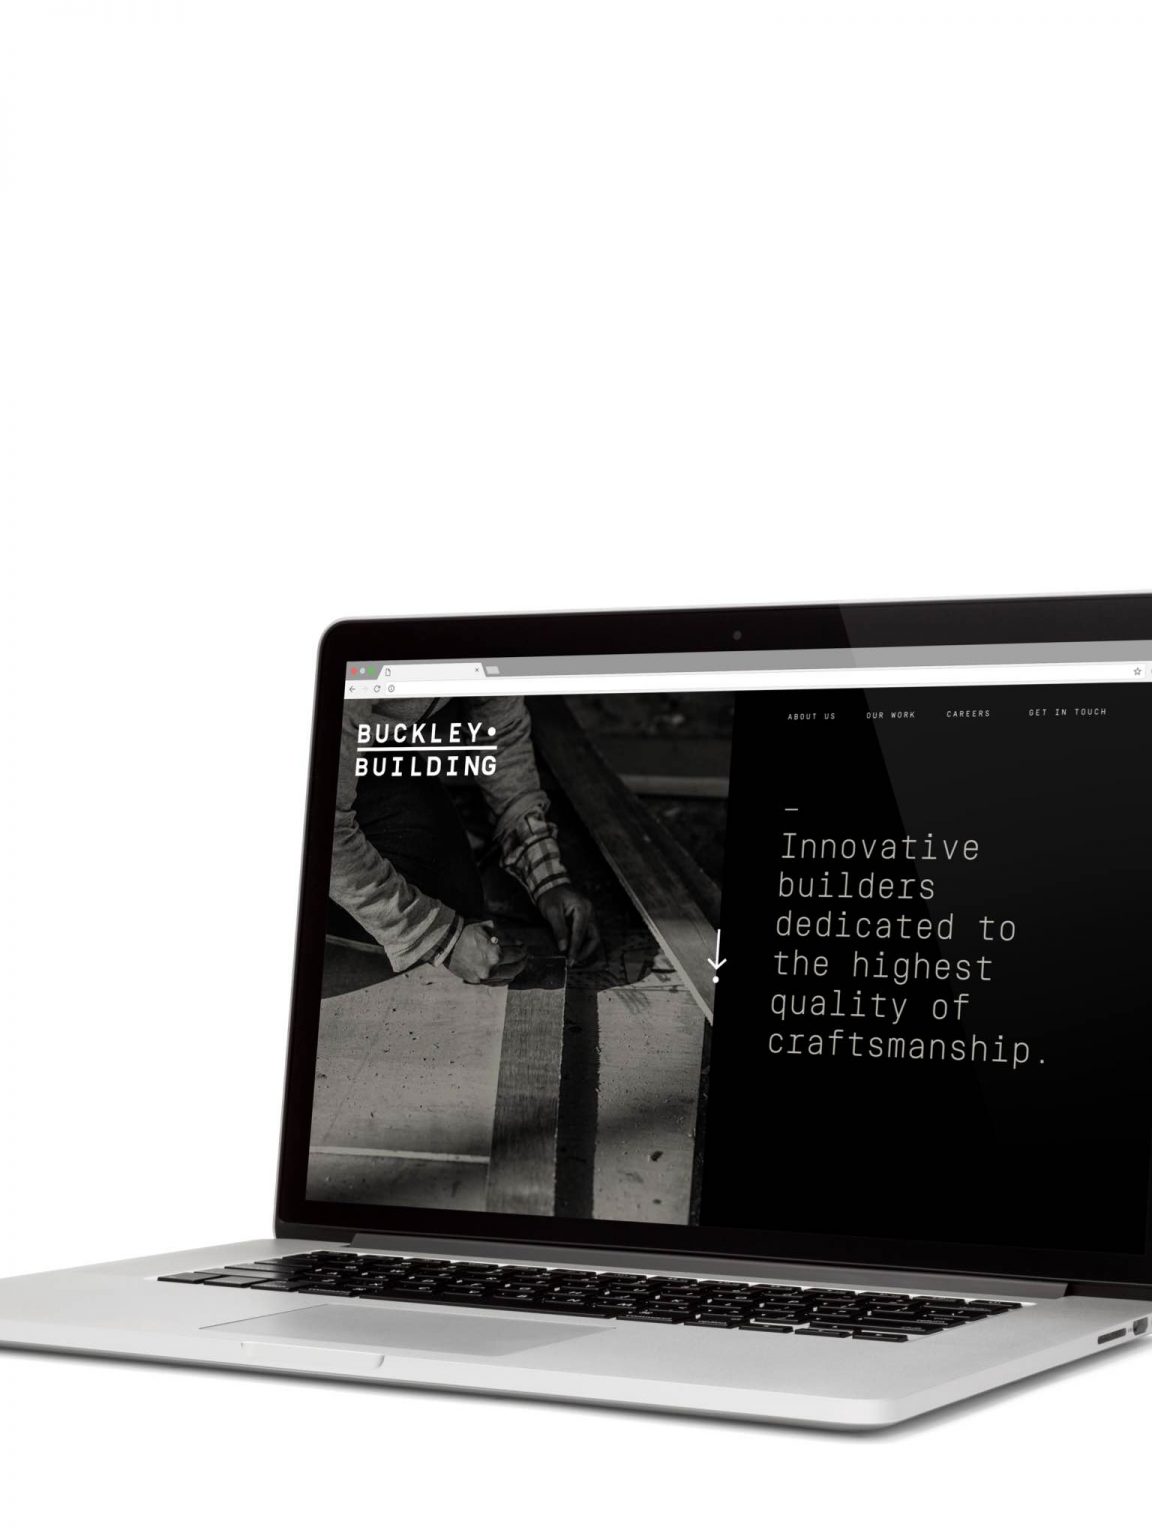 BUCKLEY•
BUILDING
ABOUT US
OUR WORK
CAREERS
GET IN TOUCH
Innovative
builders
dedicated to
the highest
quality of
craftsmanship.